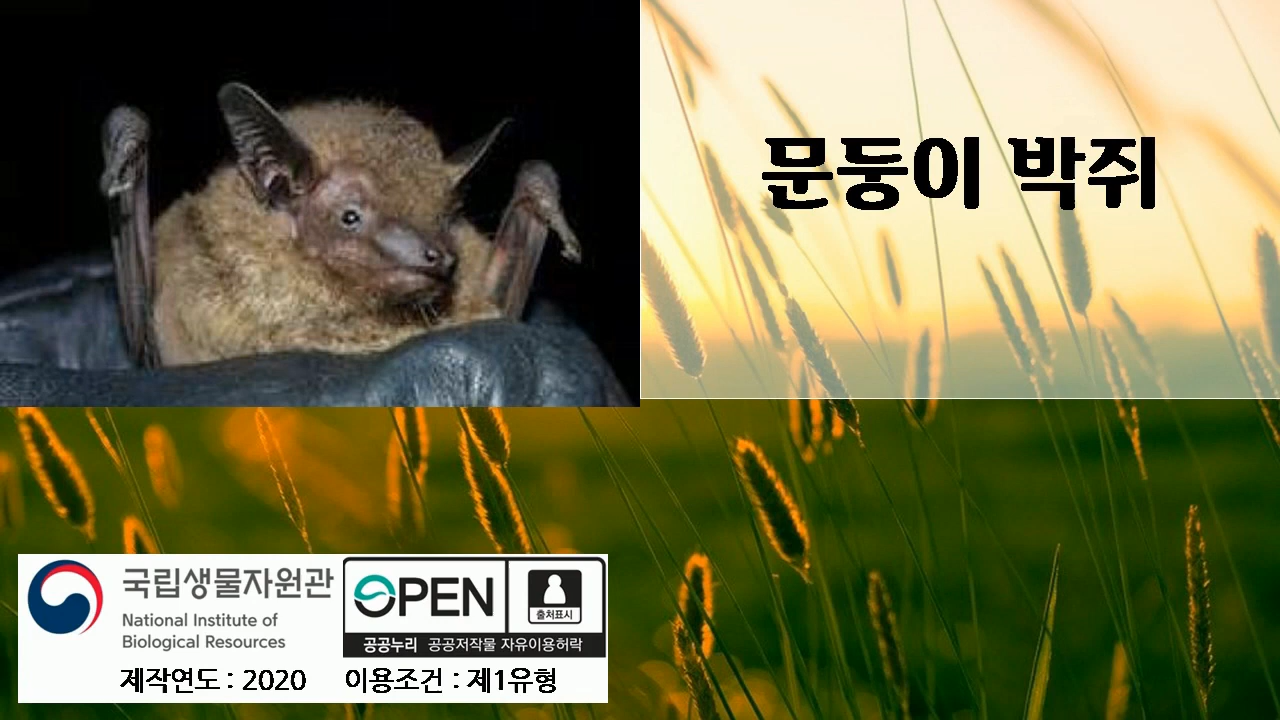 문둥이 박쥐
국립생물자원관
National Institute of
Biological Resources
OPEN
출처표시
공공누리 공공저작물 자유이용허락
제작연도 : 2020 이용조건 : 제1유형